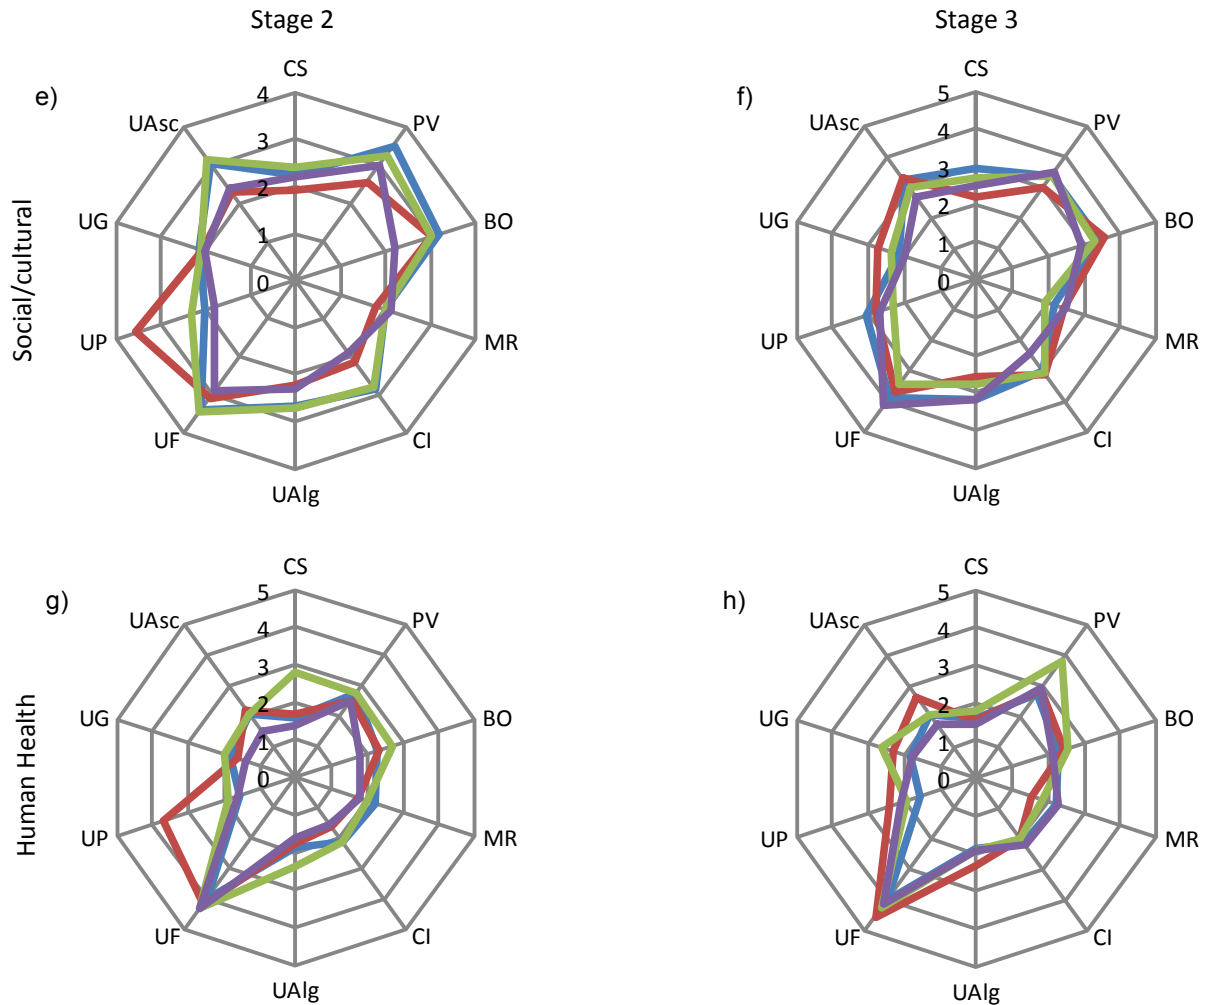 Stage 2
Stage 3
Social/cultural
e)
CS
PV
BO
MR
CI
UAlg
UF
UP
UG
UAsc
4
3
2
1
0
f)
CS
PV
BO
MR
CI
UAlg
UF
UP
UG
UAsc
5
4
3
2
1
0
Human Health
g)
CS
PV
BO
MR
CI
UAlg
UF
UP
UG
UAsc
5
4
3
2
1
0
h)
CS
PV
BO
MR
CI
UAlg
UF
UP
UG
UAsc
5
4
3
2
1
0